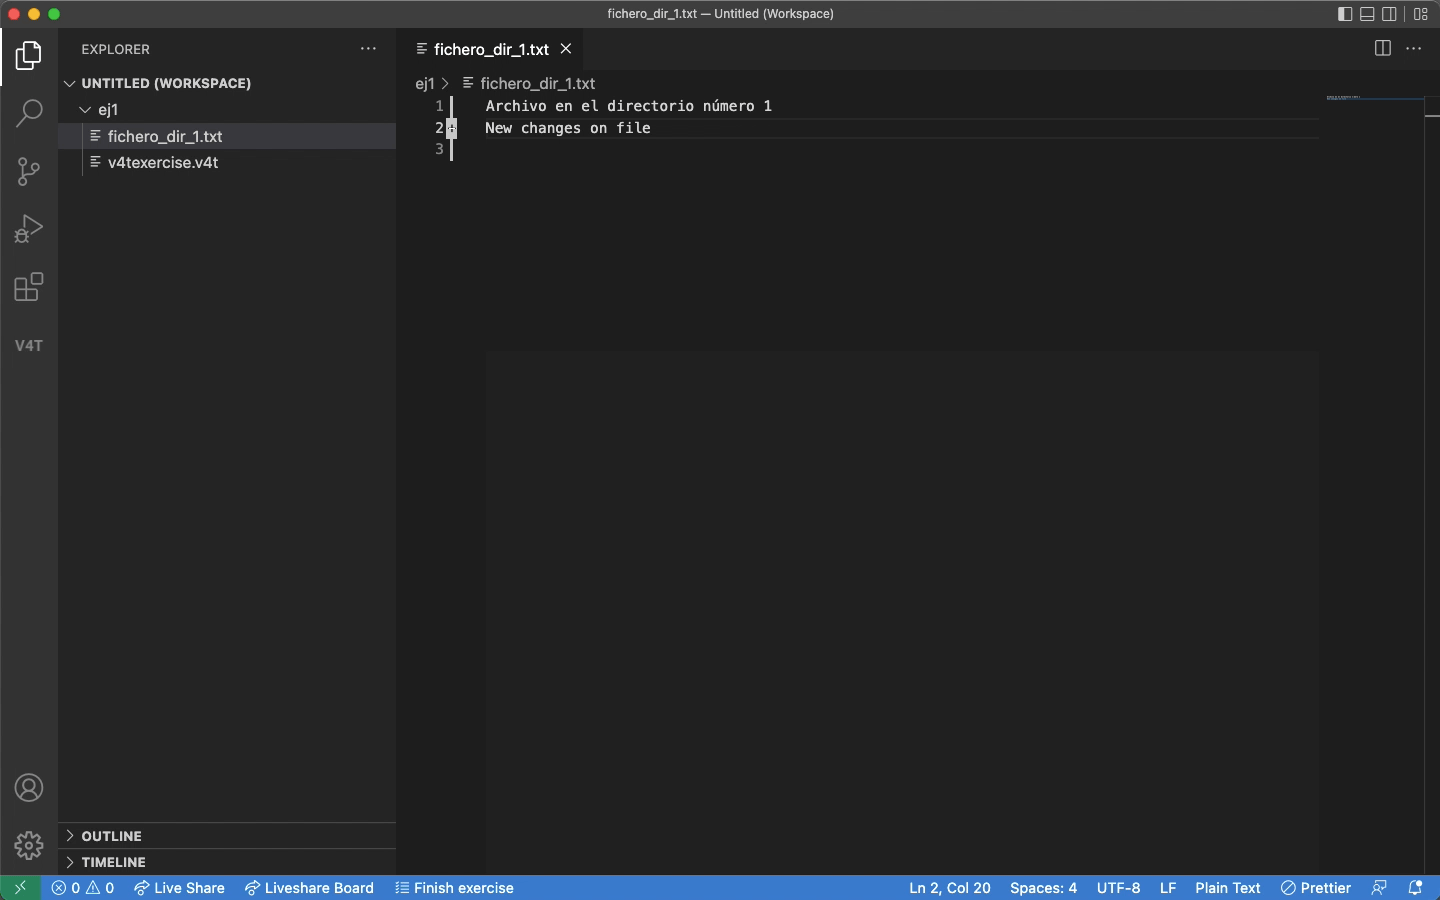 fichero_dir_1.txt — Untitled (Workspace)
EXPLORER
UNTITLED (WORKSPACE)
ej1
fichero_dir_1.txt
v4texercise.v4t
V4T
OUTLINE
TIMELINE
fichero_dir_1.txt
ej1 > fichero_dir_1.txt
1 Archivo en el directorio número 1
2 New changes on file
3
0 0 Live Share Liveshare Board Finish exercise Ln 2, Col 20 Spaces: 4 UTF-8 LF Plain Text Prettier